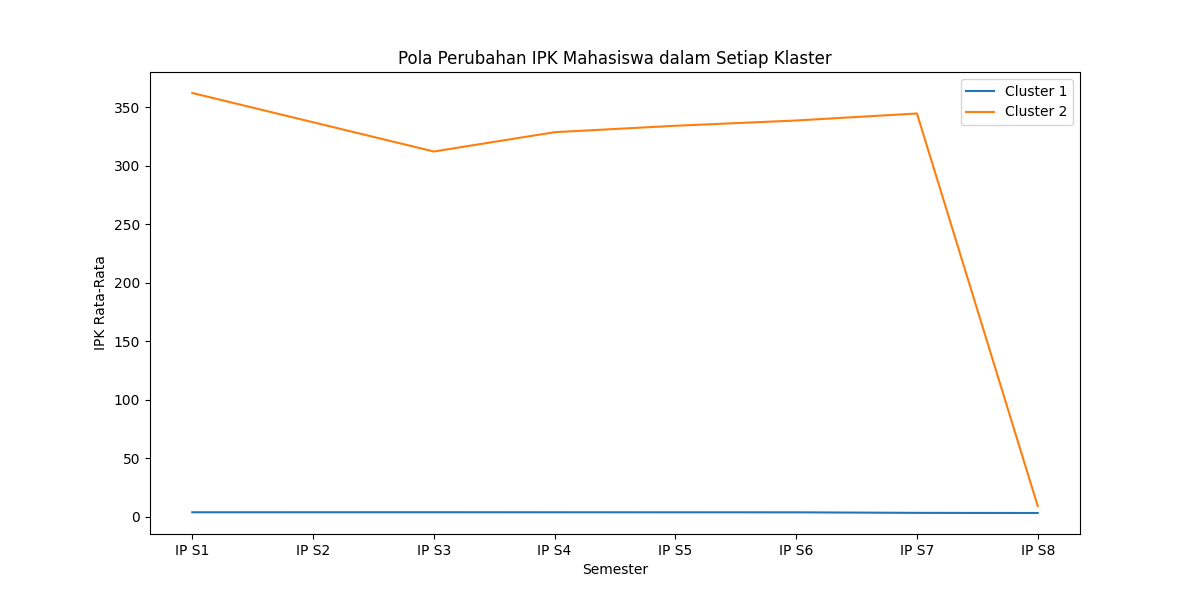 Pola Perubahan IPK Mahasiswa dalam Setiap Klaster
Cluster 1
Cluster 2
IPK Rata-Rata
350
300
250
200
150
100
50
0
IP S1 IP S2 IP S3 IP S4 IP S5 IP S6 IP S7 IP S8
Semester